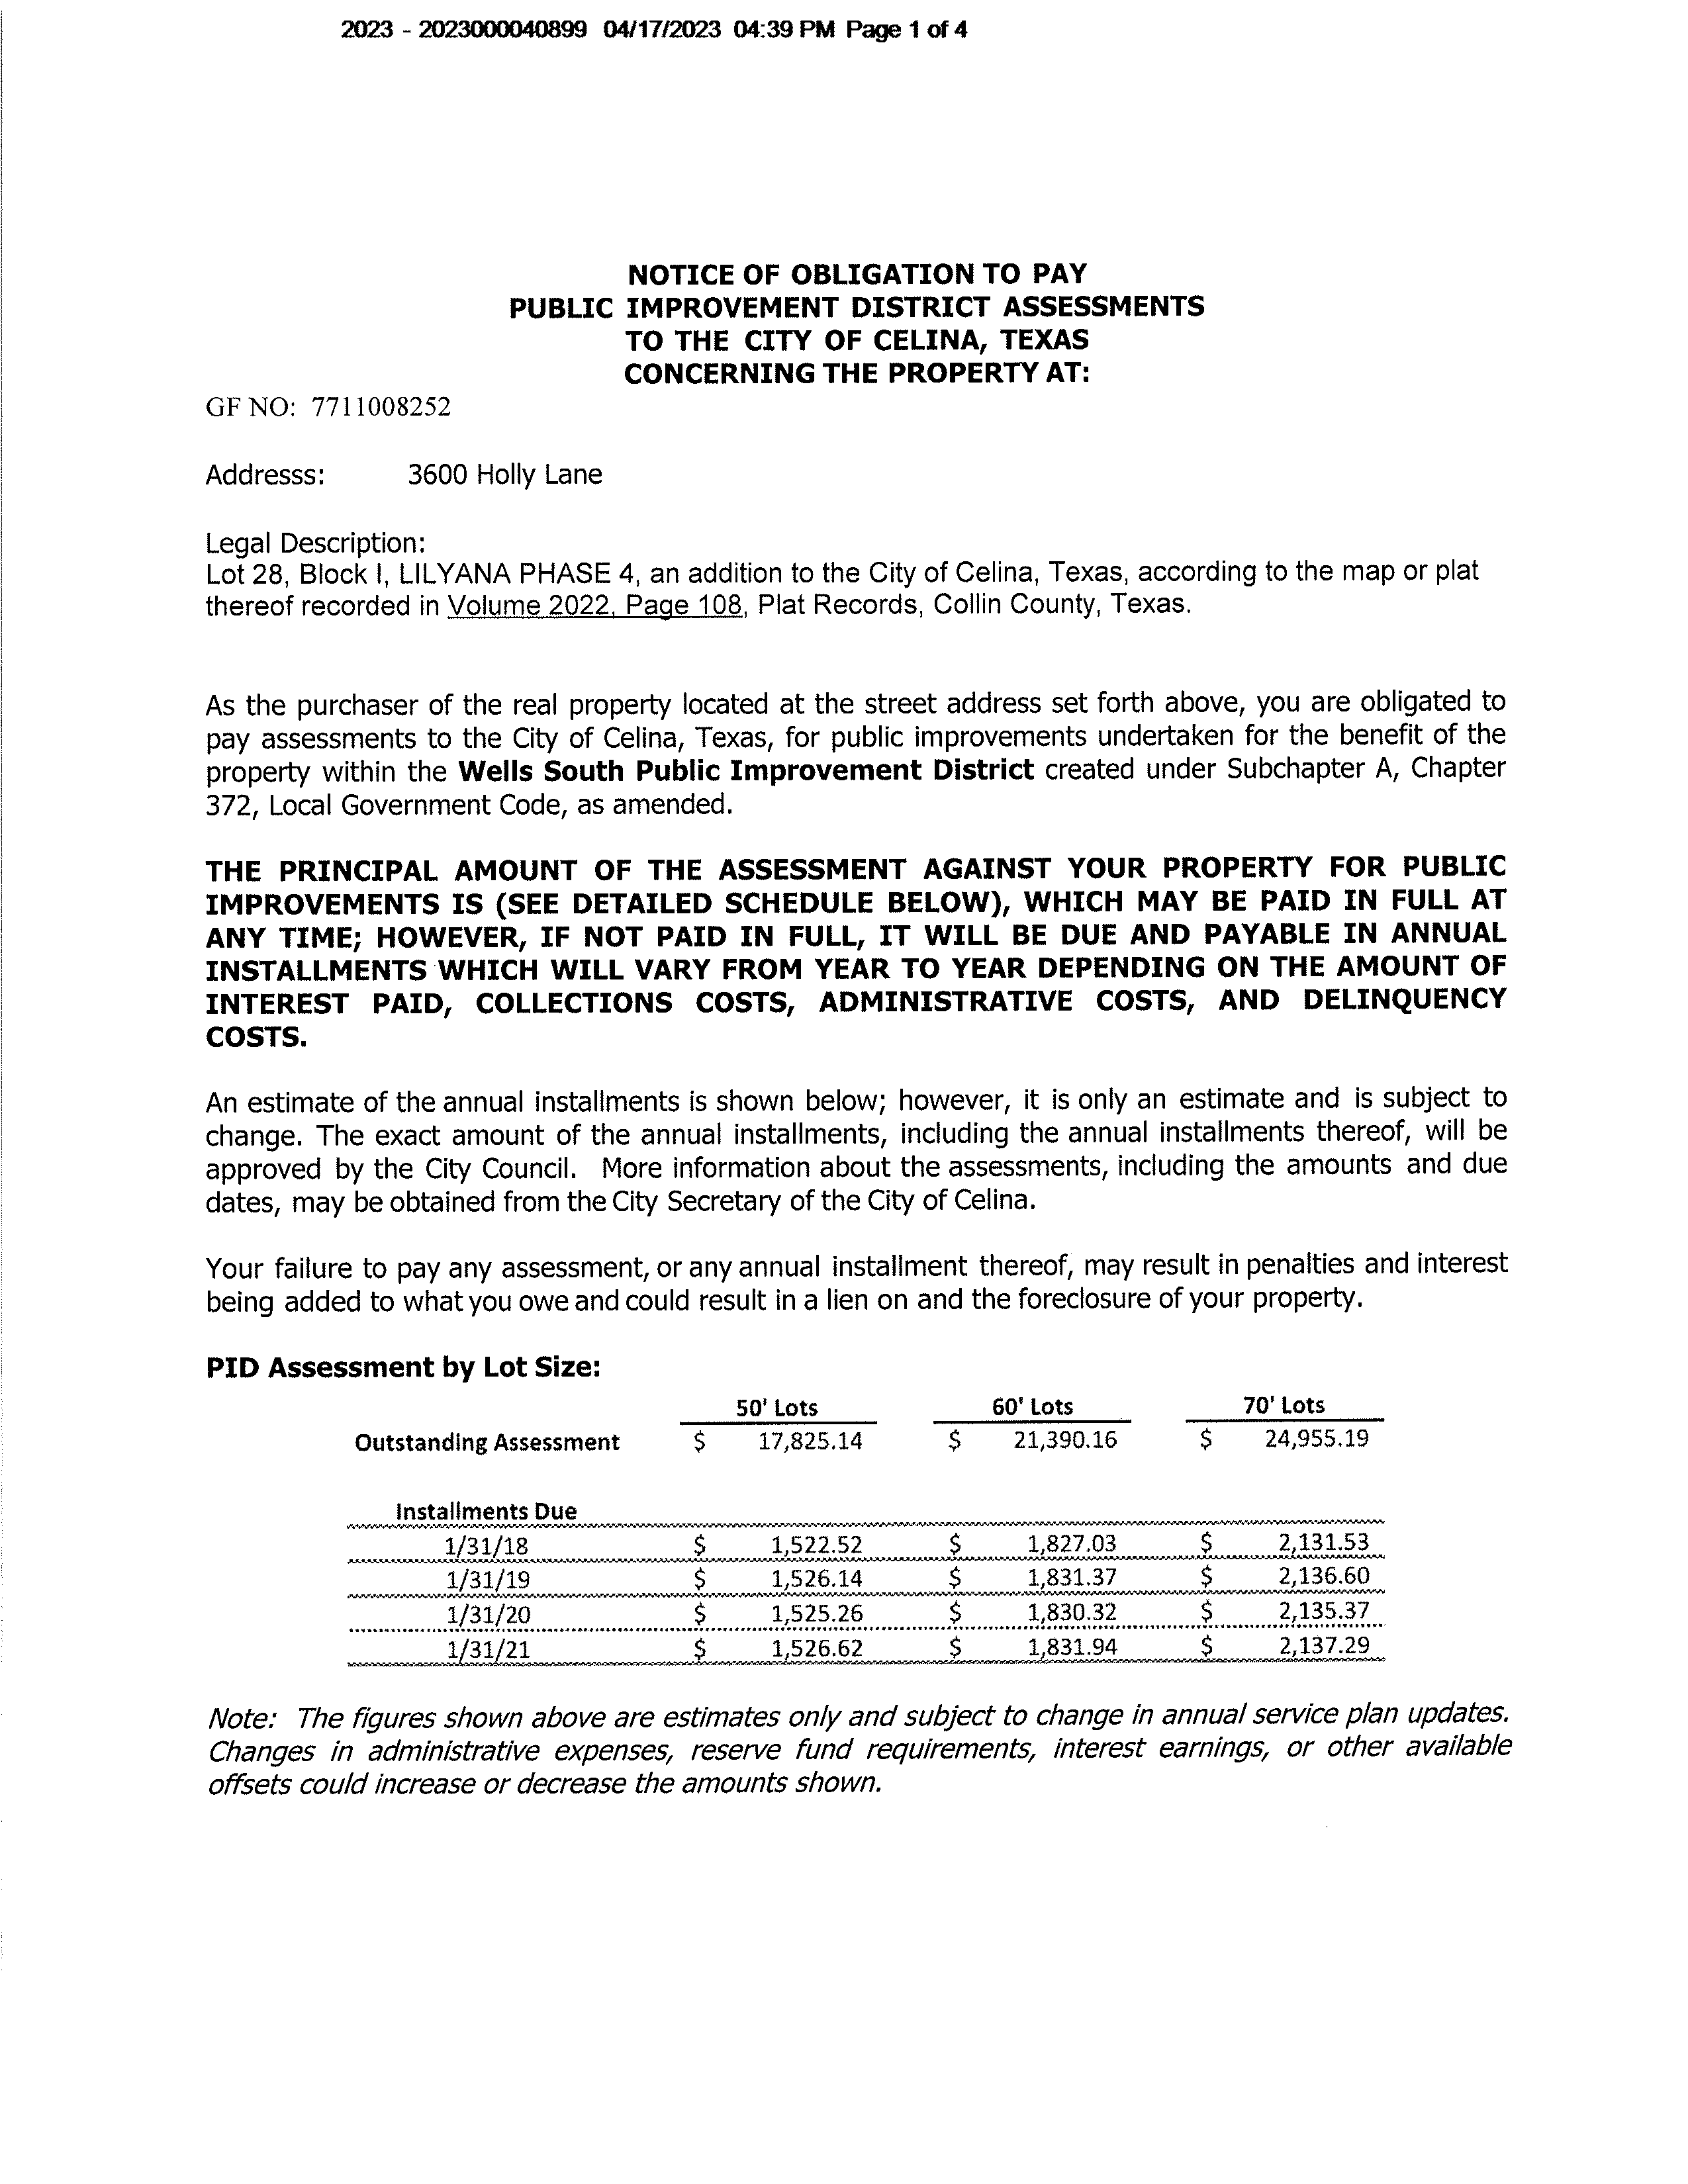 2023 - 2023000040899 04/17/2023 04:39 PM Page 1 of 4
NOTICE OF OBLIGATION TO PAY
PUBLIC IMPROVEMENT DISTRICT ASSESSMENTS
TO THE CITY OF CELINA, TEXAS
CONCERNING THE PROPERTY AT:
GF NO: 7711008252
Addresss: 3600 Holly Lane
Legal Description:
Lot 28, Block I, LILYANA PHASE 4, an addition to the City of Celina, Texas, according to the map or plat
thereof recorded in Volume 2022, Page 108, Plat Records, Collin County, Texas.
As the purchaser of the real property located at the street address set forth above, you are obligated to
pay assessments to the City of Celina, Texas, for public improvements undertaken for the benefit of the
property within the Wells South Public Improvement District created under Subchapter A, Chapter
372, Local Government Code, as amended.
THE PRINCIPAL AMOUNT OF THE ASSESSMENT AGAINST YOUR PROPERTY FOR PUBLIC
IMPROVEMENTS IS (SEE DETAILED SCHEDULE BELOW), WHICH MAY BE PAID IN FULL AT
ANY TIME; HOWEVER, IF NOT PAID IN FULL, IT WILL BE DUE AND PAYABLE IN ANNUAL
INSTALLMENTS WHICH WILL VARY FROM YEAR TO YEAR DEPENDING ON THE AMOUNT OF
INTEREST PAID, COLLECTIONS COSTS, ADMINISTRATIVE COSTS, AND DELINQUENCY
COSTS.
An estimate of the annual installments is shown below; however, it is only an estimate and is subject to
change. The exact amount of the annual installments, including the annual installments thereof, will be
approved by the City Council. More information about the assessments, including the amounts and due
dates, may be obtained from the City Secretary of the City of Celina.
Your failure to pay any assessment, or any annual installment thereof, may result in penalties and interest
being added to what you owe and could result in a lien on and the foreclosure of your property.
PID Assessment by Lot Size:
50' Lots 60' Lots 70' Lots
Outstanding Assessment $ 17,825.14 $ 21,390.16 $ 24,955.19
Installments Due
1/31/18 $ 1,522.52 $ 1,827.03 $ 2,131.53
1/31/19 $ 1,526.14 $ 1,831.37 $ 2,136.60
1/31/20 $ 1,525.26 $ 1,830.32 $ 2,135.37
1/31/21 $ 1,526.62 $ 1,831.94 $ 2,137.29
Note: The figures shown above are estimates only and subject to change in annual service plan updates.
Changes in administrative expenses, reserve fund requirements, interest earnings, or other available
offsets could increase or decrease the amounts shown.